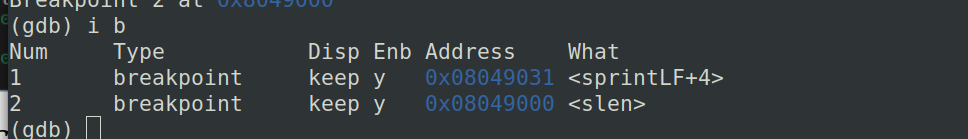 Breakpoint 2 at 0x08049000
(gdb) i b
Num     Type           Disp Enb Address    What
1       breakpoint     keep y   0x08049031 <sprintLF+4>
2       breakpoint     keep y   0x08049000 <slen>
(gdb)